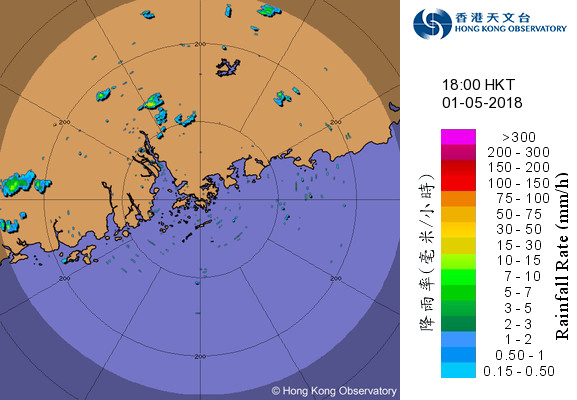 香港天文台
HONG KONG OBSERVATORY
18:00 HKT
01-05-2018
>300
200 - 300
150 - 200
100 - 150
75 - 100
50 - 75
30 - 50
15 - 30
10 - 15
7 - 10
5 - 7
3 - 5
2 - 3
1 - 2
0.50 - 1
0.15 - 0.50
降雨率(毫米/小時)
Rainfall Rate (mm/h)
200
200
200
200
200
200
© Hong Kong Observatory